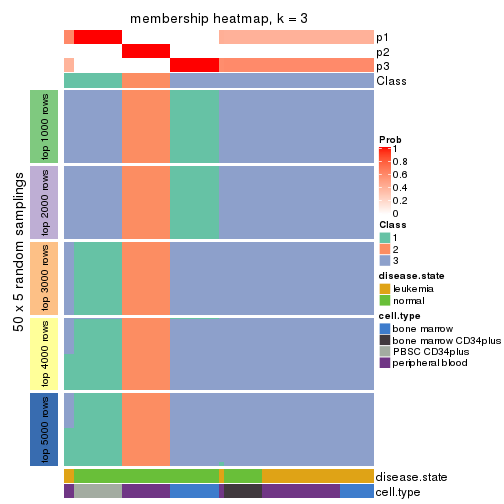 membership heatmap, k = 3
p1
p2
p3
Class
50 x 5 random samplings
top 1000 rows
top 2000 rows
top 3000 rows
top 4000 rows
top 5000 rows
Prob
1
0.8
0.6
0.4
0.2
0
Class
1
2
3
disease.state
leukemia
normal
cell.type
bone marrow
bone marrow CD34plus
PBSC CD34plus
peripheral blood
disease.state
cell.type